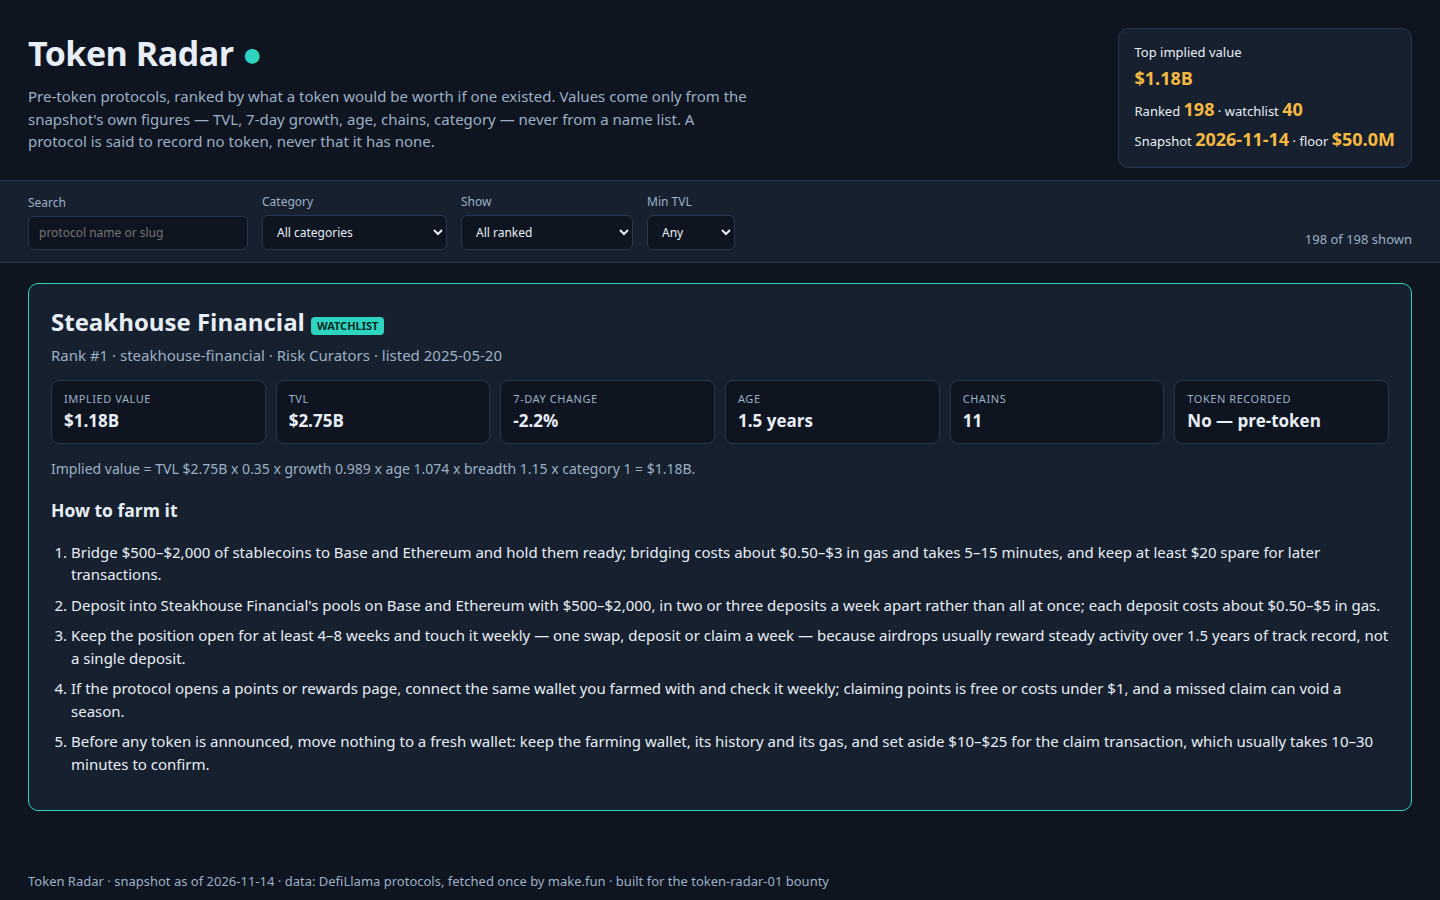 Token Radar
Pre-token protocols, ranked by what a token would be worth if one existed. Values come only from the
snapshot's own figures — TVL, 7-day growth, age, chains, category — never from a name list. A
protocol is said to record no token, never that it has none.
Top implied value
$1.18B
Ranked 198 · watchlist 40
Snapshot 2026-11-14 · floor $50.0M
Search
Category
Show
Min TVL
protocol name or slug
All categories
All ranked
Any
198 of 198 shown
Steakhouse Financial WATCHLIST
Rank #1 · steakhouse-financial · Risk Curators · listed 2025-05-20
IMPLIED VALUE
$1.18B
TVL
$2.75B
7-DAY CHANGE
-2.2%
AGE
1.5 years
CHAINS
11
TOKEN RECORDED
No — pre-token
Implied value = TVL $2.75B x 0.35 x growth 0.989 x age 1.074 x breadth 1.15 x category 1 = $1.18B.
How to farm it
1. Bridge $500–$2,000 of stablecoins to Base and Ethereum and hold them ready; bridging costs about $0.50–$3 in gas and takes 5–15 minutes, and keep at least $20 spare for later
transactions.
2. Deposit into Steakhouse Financial's pools on Base and Ethereum with $500–$2,000, in two or three deposits a week apart rather than all at once; each deposit costs about $0.50–$5 in gas.
3. Keep the position open for at least 4–8 weeks and touch it weekly — one swap, deposit or claim a week — because airdrops usually reward steady activity over 1.5 years of track record, not
a single deposit.
4. If the protocol opens a points or rewards page, connect the same wallet you farmed with and check it weekly; claiming points is free or costs under $1, and a missed claim can void a
season.
5. Before any token is announced, move nothing to a fresh wallet: keep the farming wallet, its history and its gas, and set aside $10–$25 for the claim transaction, which usually takes 10–30
minutes to confirm.
Token Radar · snapshot as of 2026-11-14 · data: DefiLlama protocols, fetched once by make.fun · built for the token-radar-01 bounty